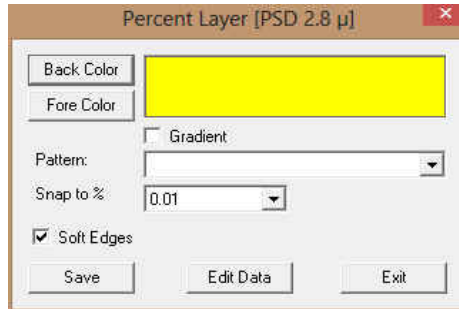 Percent Layer [PSD 2.8 µ]
Back Color
Fore Color
Gradient
Pattern:
Snap to % 0.01
Soft Edges
Save Edit Data Exit